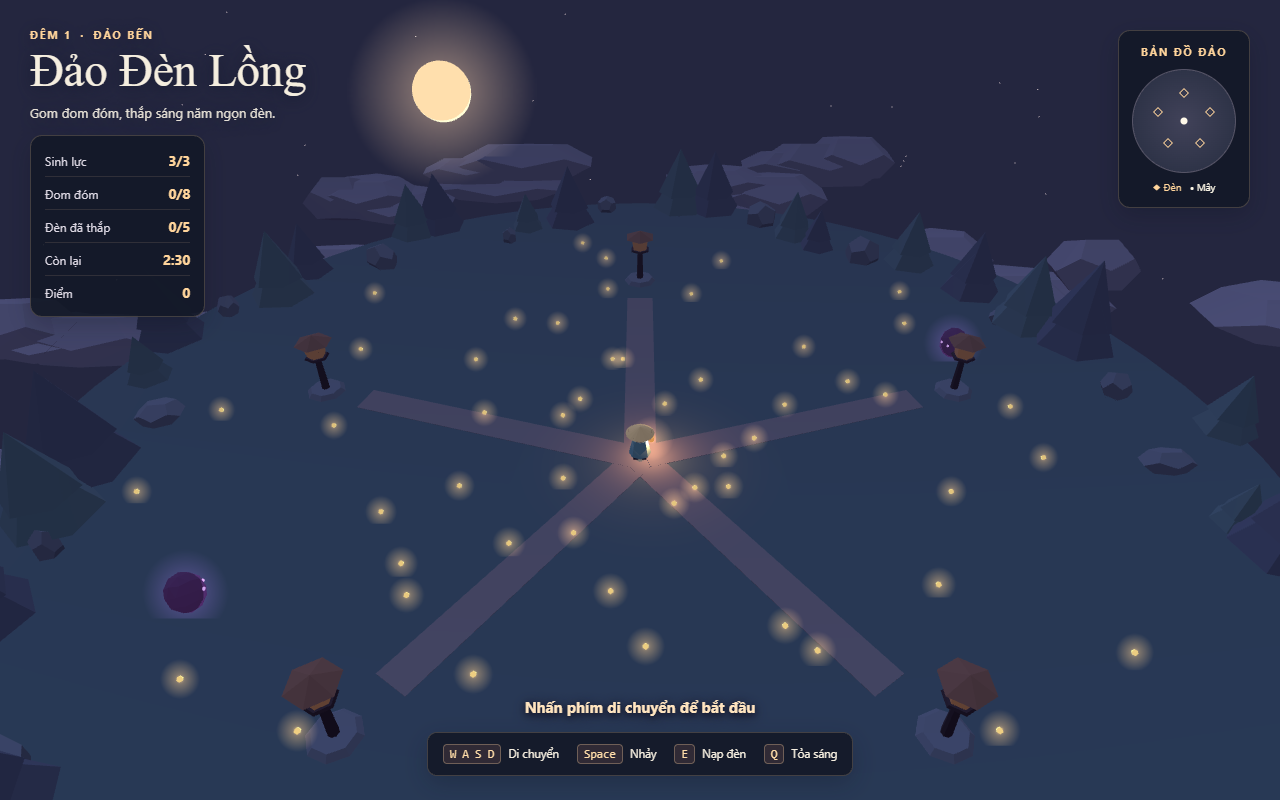 ĐÊM 1 · ĐẢO BẾN
Đảo Đèn Lồng
Gom đom đóm, thắp sáng năm ngọn đèn.
Sinh lực 3/3
Đom đóm 0/8
Đèn đã thắp 0/5
Còn lại 2:30
Điểm 0
BẢN ĐỒ ĐẢO
◆ Đèn ▪ Mây
Nhấn phím di chuyển để bắt đầu
W A S D Di chuyển Space Nhảy E Nạp đèn Q Tỏa sáng